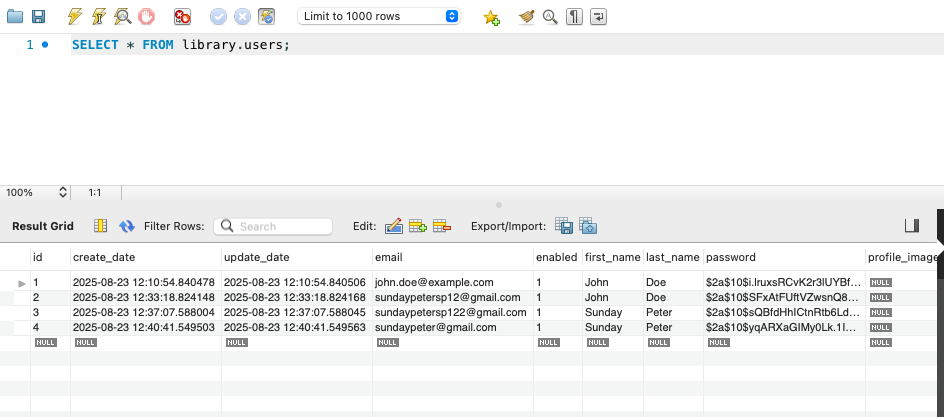 Limit to 1000 rows
1 SELECT * FROM library.users;
100% 1:1
Result Grid Filter Rows: Search Edit: Export/Import:
id create_date update_date email enabled first_name last_name password profile_image
1 2025-08-23 12:10:54.840478 2025-08-23 12:10:54.840506 john.doe@example.com 1 John Doe $2a$10$i.lruxsRCvK2r3lUYBf... NULL
2 2025-08-23 12:33:18.824148 2025-08-23 12:33:18.824168 sundaypetersp12@gmail.com 1 John Doe $2a$10$SFxAtFUftVZwsnQ8... NULL
3 2025-08-23 12:37:07.588004 2025-08-23 12:37:07.588045 sundaypetersp122@gmail.com 1 Sunday Peter $2a$10$sQBfdHhICtnRtb6Ld... NULL
4 2025-08-23 12:40:41.549503 2025-08-23 12:40:41.549563 sundaypeter@gmail.com 1 Sunday Peter $2a$10$yqARXaGIMy0Lk.1I... NULL
NULL NULL NULL NULL NULL NULL NULL NULL NULL